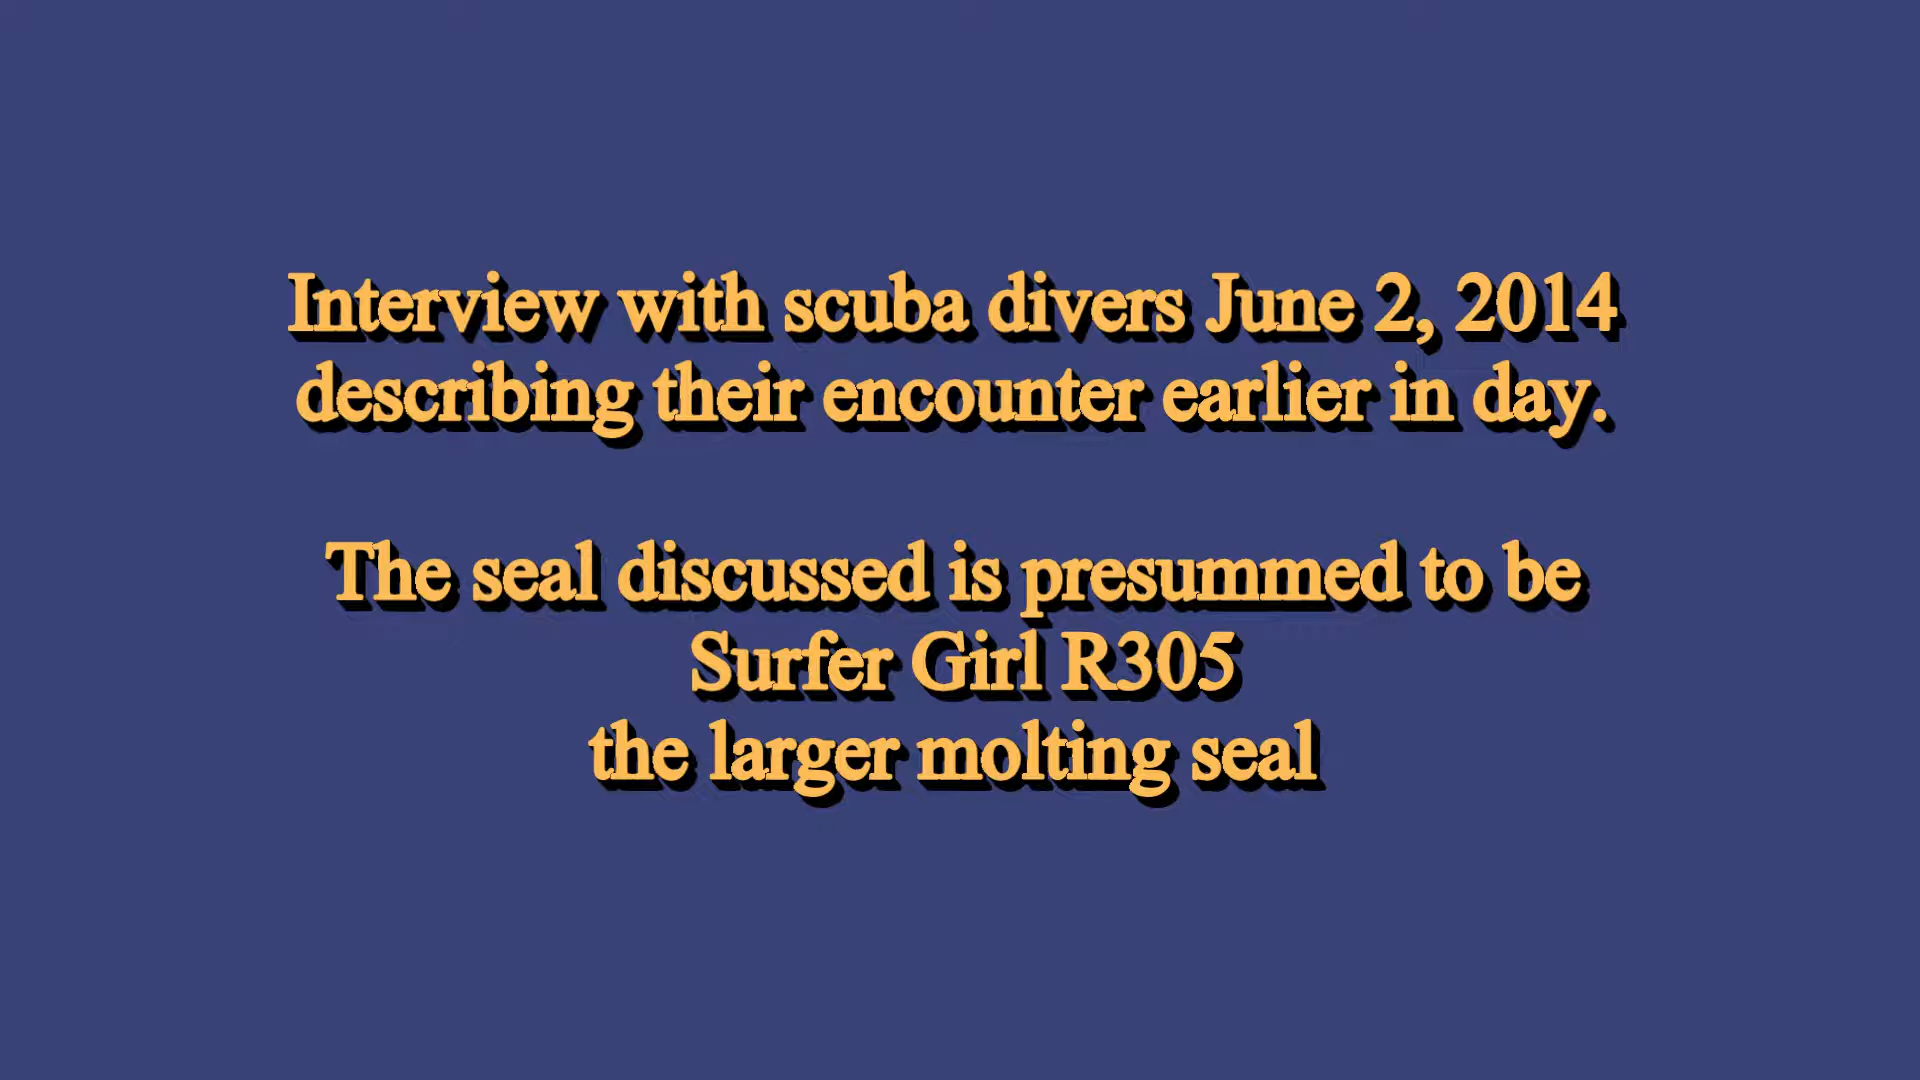 Interview with scuba divers June 2, 2014
describing their encounter earlier in day.
The seal discussed is presummed to be
Surfer Girl R305
the larger molting seal